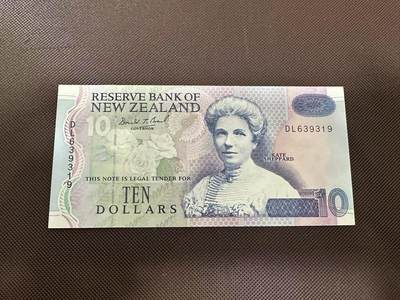 RESERVE BANK OF
NEW ZEALAND
DL639319
10
GOVERNOR
DL639319
KATE
SHEPPARD
THIS NOTE IS LEGAL TENDER FOR
TEN
DOLLARS
10